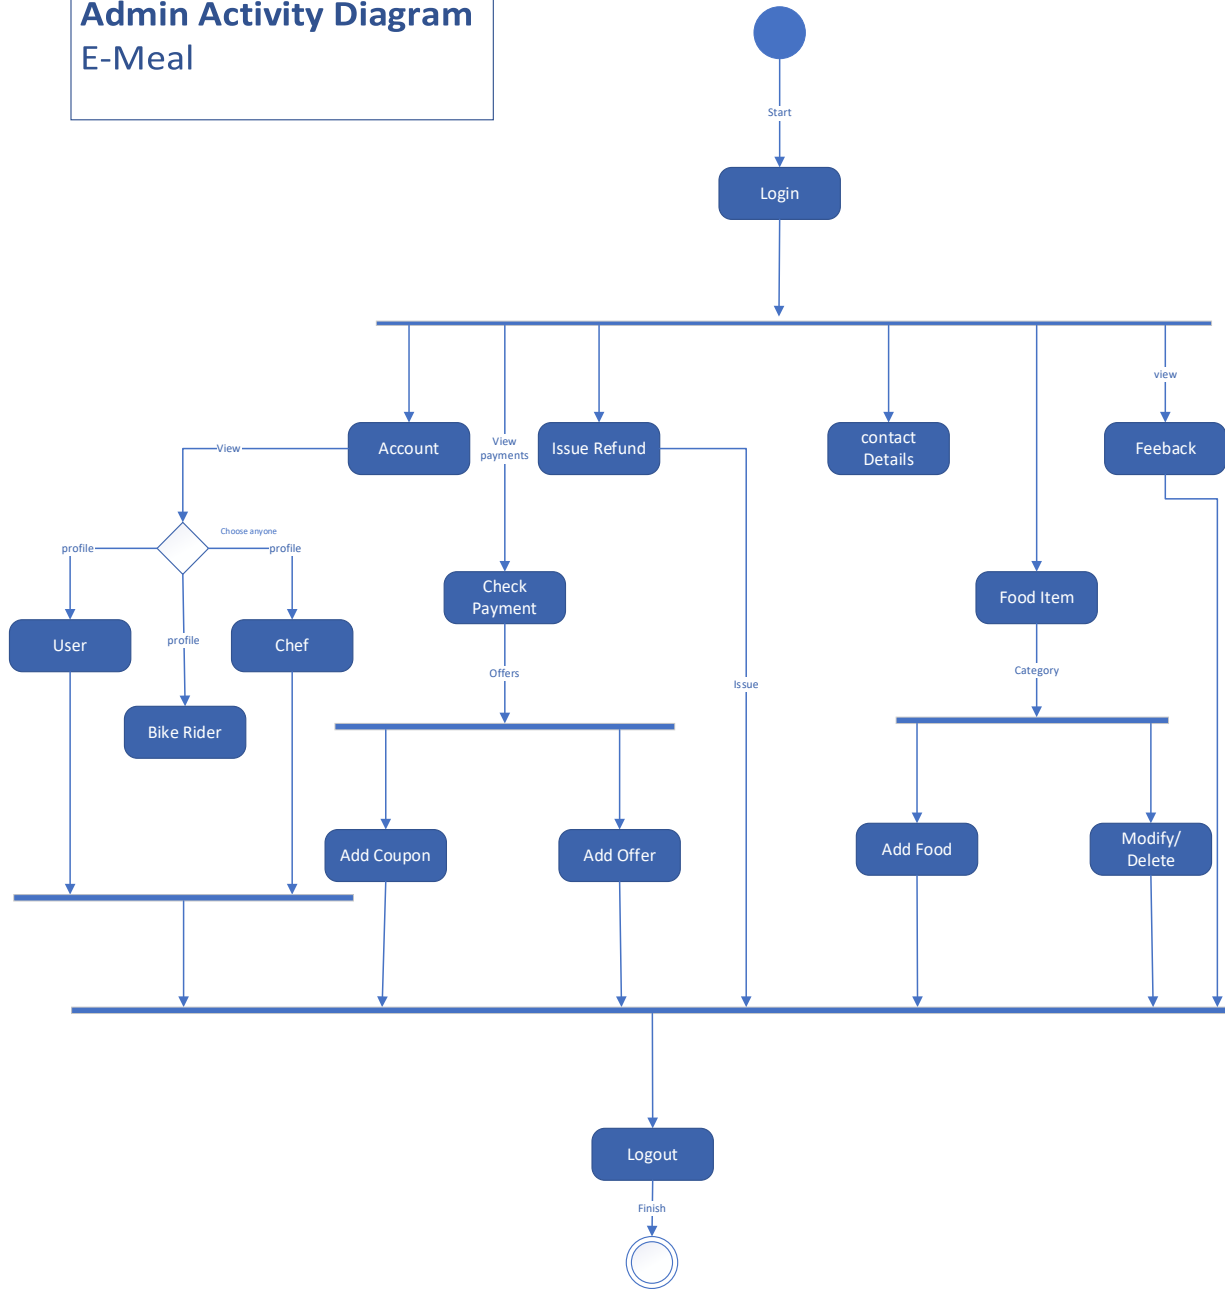 Admin Activity Diagram
E-Meal
Start
Login
view
View
Account
View
payments
Issue Refund
contact
Details
Feeback
Choose anyone
profile
profile
Check
Payment
Food Item
User
profile
Chef
Offers
Category
Issue
Bike Rider
Add Coupon
Add Offer
Add Food
Modify/
Delete
Logout
Finish